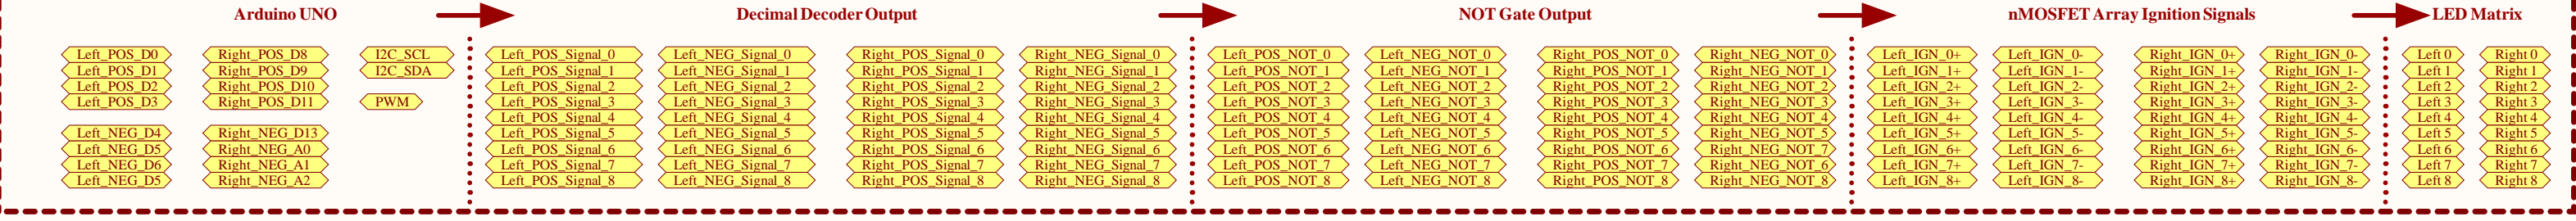 Arduino UNO Decimal Decoder Output NOT Gate Output nMOSFET Array Ignition Signals LED Matrix
Left_POS_D0 Right_POS_D8 I2C_SCL Left_POS_Signal_0 Left_NEG_Signal_0 Right_POS_Signal_0 Right_NEG_Signal_0 Left_POS_NOT_0 Left_NEG_NOT_0 Right_POS_NOT_0 Right_NEG_NOT_0 Left_IGN_0+ Left_IGN_0- Right_IGN_0+ Right_IGN_0- Left 0 Right 0
Left_POS_D1 Right_POS_D9 I2C_SDA Left_POS_Signal_1 Left_NEG_Signal_1 Right_POS_Signal_1 Right_NEG_Signal_1 Left_POS_NOT_1 Left_NEG_NOT_1 Right_POS_NOT_1 Right_NEG_NOT_1 Left_IGN_1+ Left_IGN_1- Right_IGN_1+ Right_IGN_1- Left 1 Right 1
Left_POS_D2 Right_POS_D10 Left_POS_Signal_2 Left_NEG_Signal_2 Right_POS_Signal_2 Right_NEG_Signal_2 Left_POS_NOT_2 Left_NEG_NOT_2 Right_POS_NOT_2 Right_NEG_NOT_2 Left_IGN_2+ Left_IGN_2- Right_IGN_2+ Right_IGN_2- Left 2 Right 2
Left_POS_D3 Right_POS_D11 PWM Left_POS_Signal_3 Left_NEG_Signal_3 Right_POS_Signal_3 Right_NEG_Signal_3 Left_POS_NOT_3 Left_NEG_NOT_3 Right_POS_NOT_3 Right_NEG_NOT_3 Left_IGN_3+ Left_IGN_3- Right_IGN_3+ Right_IGN_3- Left 3 Right 3
Left_POS_Signal_4 Left_NEG_Signal_4 Right_POS_Signal_4 Right_NEG_Signal_4 Left_POS_NOT_4 Left_NEG_NOT_4 Right_POS_NOT_4 Right_NEG_NOT_4 Left_IGN_4+ Left_IGN_4- Right_IGN_4+ Right_IGN_4- Left 4 Right 4
Left_NEG_D4 Right_NEG_D13 Left_POS_Signal_5 Left_NEG_Signal_5 Right_POS_Signal_5 Right_NEG_Signal_5 Left_POS_NOT_5 Left_NEG_NOT_5 Right_POS_NOT_5 Right_NEG_NOT_5 Left_IGN_5+ Left_IGN_5- Right_IGN_5+ Right_IGN_5- Left 5 Right 5
Left_NEG_D5 Right_NEG_A0 Left_POS_Signal_6 Left_NEG_Signal_6 Right_POS_Signal_6 Right_NEG_Signal_6 Left_POS_NOT_6 Left_NEG_NOT_6 Right_POS_NOT_6 Right_NEG_NOT_7 Left_IGN_6+ Left_IGN_6- Right_IGN_6+ Right_IGN_6- Left 6 Right 6
Left_NEG_D6 Right_NEG_A1 Left_POS_Signal_7 Left_NEG_Signal_7 Right_POS_Signal_7 Right_NEG_Signal_7 Left_POS_NOT_7 Left_NEG_NOT_7 Right_POS_NOT_7 Right_NEG_NOT_6 Left_IGN_7+ Left_IGN_7- Right_IGN_7+ Right_IGN_7- Left 7 Right 7
Left_NEG_D5 Right_NEG_A2 Left_POS_Signal_8 Left_NEG_Signal_8 Right_POS_Signal_8 Right_NEG_Signal_8 Left_POS_NOT_8 Left_NEG_NOT_8 Right_POS_NOT_8 Right_NEG_NOT_8 Left_IGN_8+ Left_IGN_8- Right_IGN_8+ Right_IGN_8- Left 8 Right 8